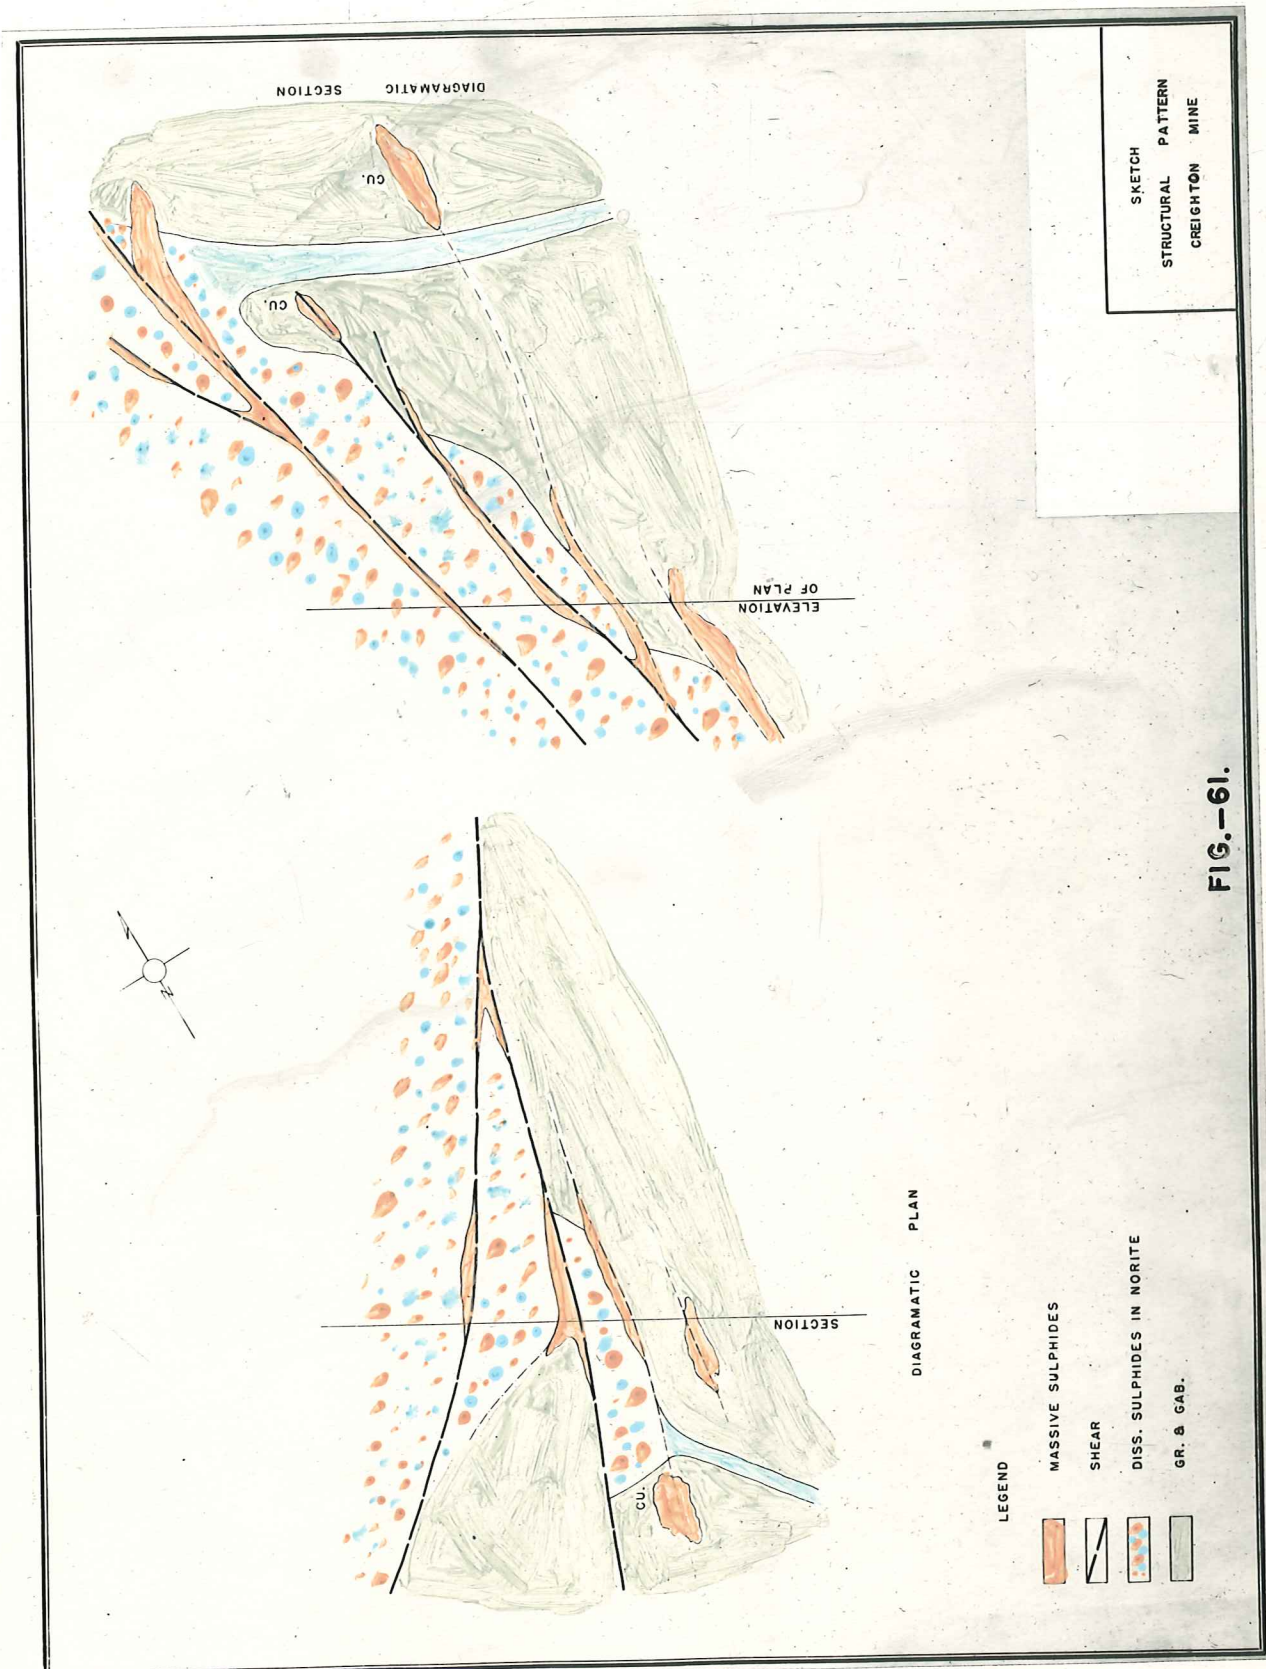 SKETCH
STRUCTURAL PATTERN
CREIGHTON MINE
DIAGRAMATIC SECTION
CU.
CU.
ELEVATION
OF PLAN
N
SECTION
CU.
DIAGRAMATIC PLAN
LEGEND
MASSIVE SULPHIDES
SHEAR
DISS. SULPHIDES IN NORITE
GR. & GAB.
FIG.-61.